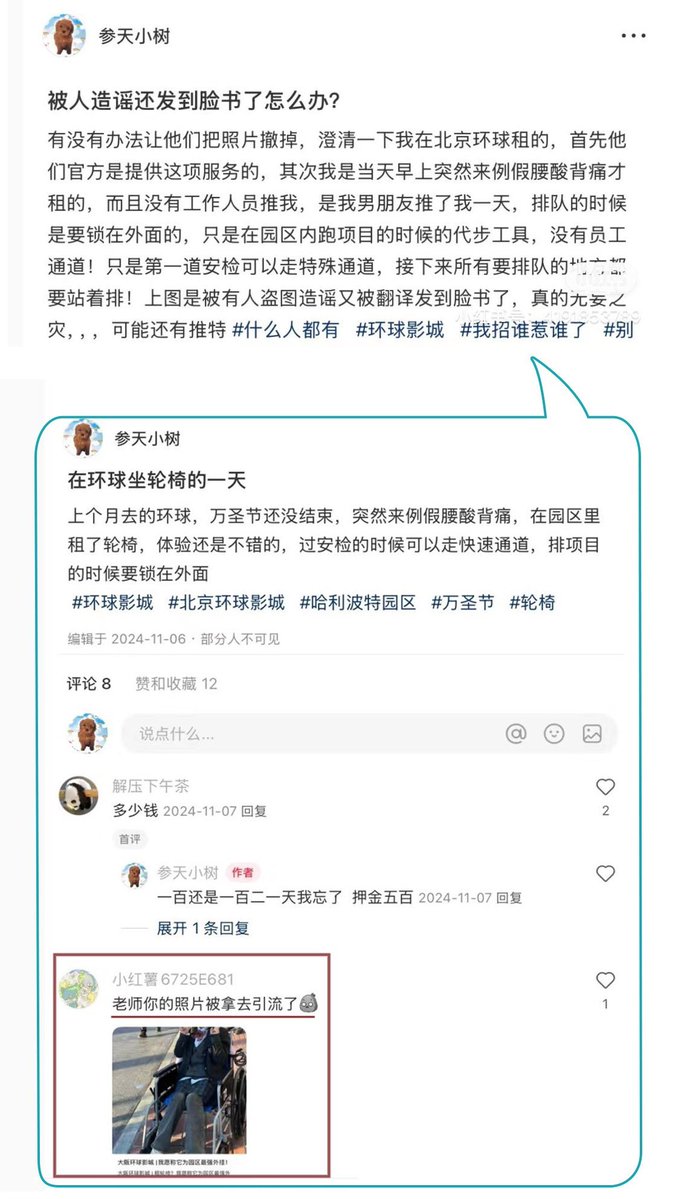 参天小树
被人造谣还发到脸书了怎么办?
有没有办法让他们把照片撤掉，澄清一下我在北京环球租的，首先他
们官方是提供这项服务的，其次我是当天早上突然来例假腰酸背痛才
租的，而且没有工作人员推我，是我男朋友推了我一天，排队的时候
是要锁在外面的，只是在园区内跑项目的时候的代步工具，没有员工
通道！只是第一道安检可以走特殊通道，接下来所有要排队的地方都
要站着排！上图是被有人盗图造谣又被翻译发到脸书了，真的无妄之
灾，，，可能还有推特 #什么人都有 #环球影城 #我招谁惹谁了 #别
参天小树
在环球坐轮椅的一天
上个月去的环球，万圣节还没结束，突然来例假腰酸背痛，在园区里
租了轮椅，体验还是不错的，过安检的时候可以走快速通道，排项目
的时候要锁在外面
#环球影城 #北京环球影城 #哈利波特园区 #万圣节 #轮椅
编辑于 2024-11-06 · 部分人不可见
评论 8 赞和收藏 12
说点什么...
解压下午茶
多少钱 2024-11-07 回复
2
首评
参天小树 作者
一百还是一百二一天我忘了 押金五百 2024-11-07 回复
展开 1 条回复
小红薯6725E681
老师你的照片被拿去引流了
1
大阪环球影城 | 我愿称它为园区最强外挂！